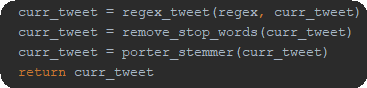 curr_tweet = regex_tweet(regex, curr_tweet)
curr_tweet = remove_stop_words(curr_tweet)
curr_tweet = porter_stemmer(curr_tweet)
return curr_tweet